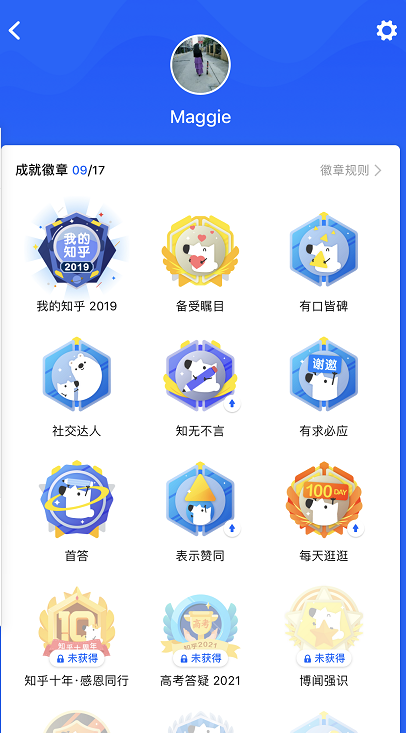 Maggie
成就徽章 09/17
徽章规则
我的
知乎
2019
我的知乎 2019
备受瞩目
有口皆碑
谢邀
社交达人
知无不言
有求必应
100 DAY
首答
表示赞同
每天逛逛
10
知乎十周年
高考
知乎2021
未获得
未获得
未获得
知乎十年·感恩同行
高考答疑 2021
博闻强识